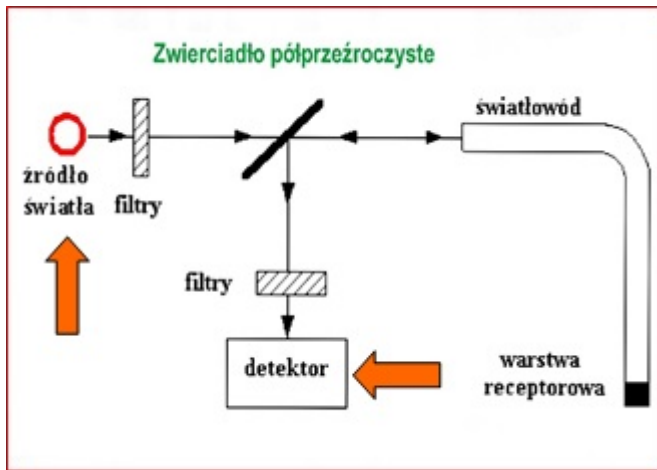 Zwierciadło półprzeźroczyste
światłowód
źródło
światła
filtry
filtry
detektor
warstwa
receptorowa